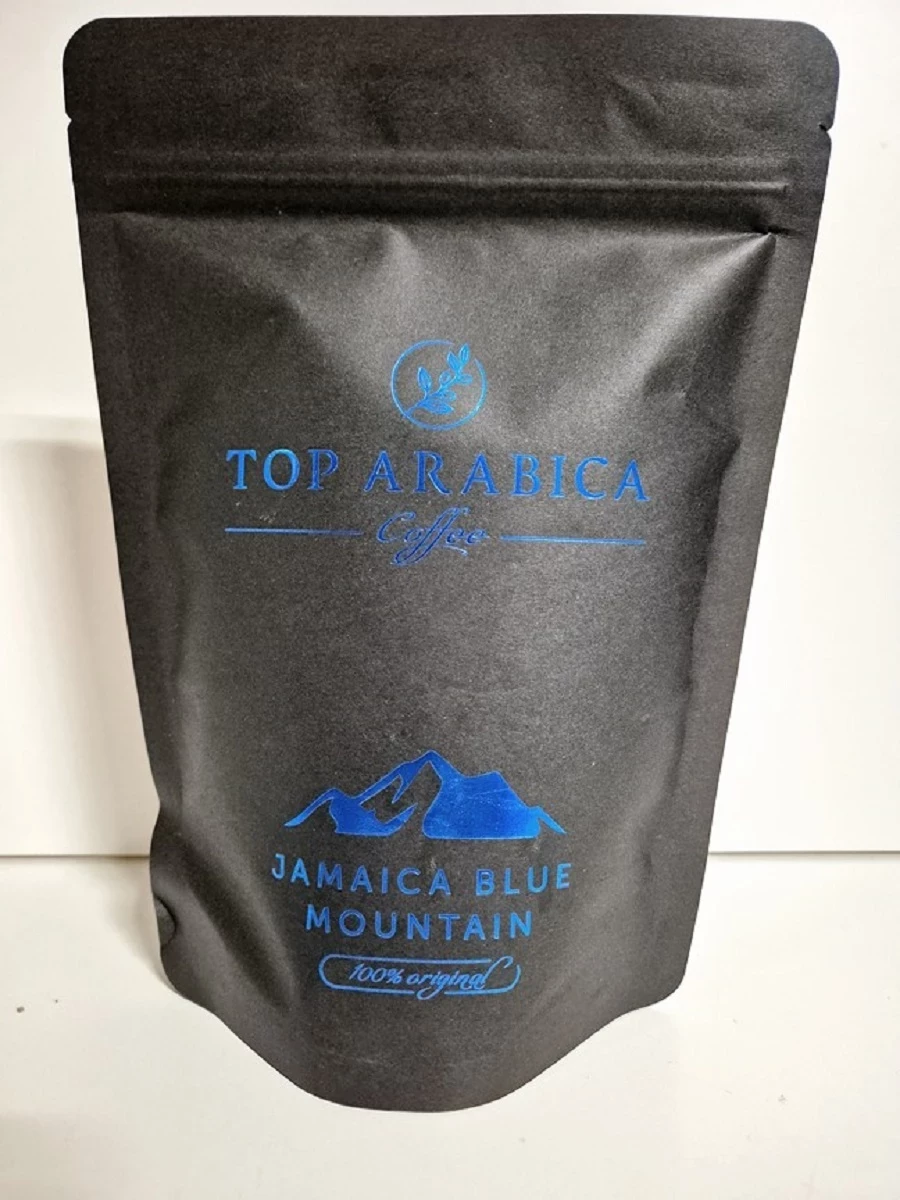 TOP ARABICA
Coffee
JAMAICA BLUE
MOUNTAIN
100% original